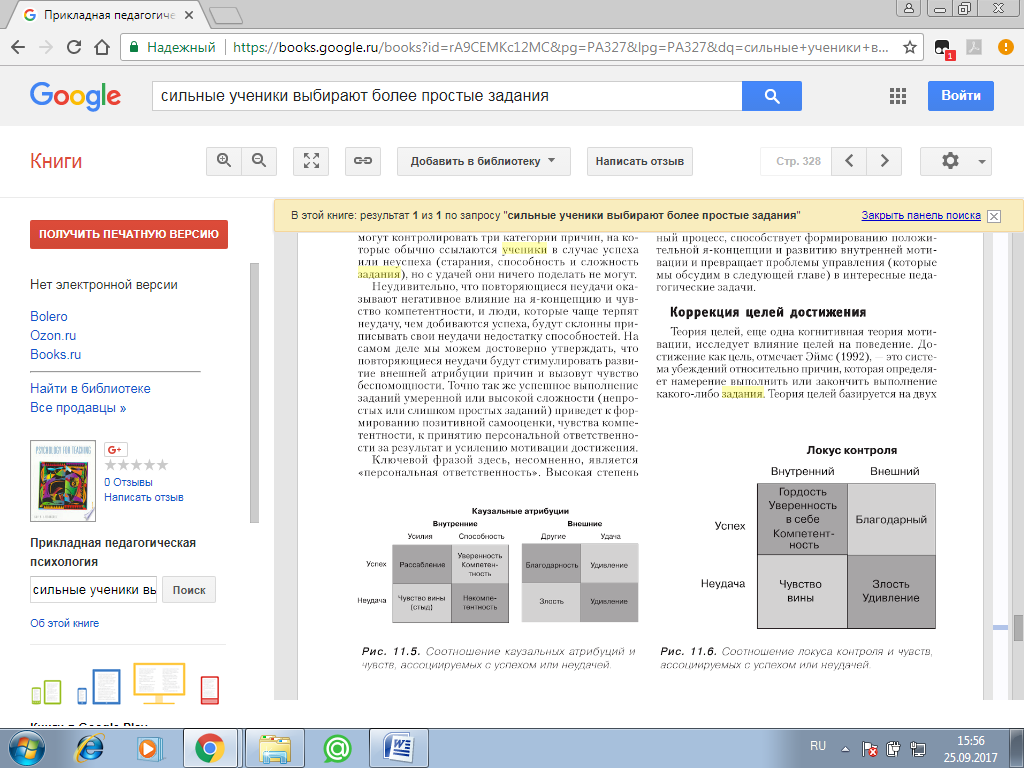 Прикладная педагогиче
Надежный
https://books.google.ru/books?id=rA9CEMKc12MC&pg=PA327&lpg=PA327&dq=сильные+ученики+в...
1
Google
сильные ученики выбирают более простые задания
Войти
Книги
Добавить в библиотеку
Написать отзыв
Стр. 328
ПОЛУЧИТЬ ПЕЧАТНУЮ ВЕРСИЮ
Нет электронной версии
Bolero
Ozon.ru
Books.ru
Найти в библиотеке
Все продавцы »
PSYCHOLOGY FOR TEACHING
G+
0 Отзывы
Написать отзыв
Прикладная педагогическая
психология
сильные ученики вы
Поиск
Об этой книге
Книги в Google Play
В этой книге: результат 1 из 1 по запросу "сильные ученики выбирают более простые задания"
Закрыть панель поиска
могут контролировать три категории причин, на ко-
торые обычно ссылаются ученики в случае успеха
или неуспеха (старания, способность и сложность
задания), но с удачей они ничего поделать не могут.
Неудивительно, что повторяющиеся неудачи ока-
зывают негативное влияние на я-концепцию и чув-
ство компетентности, и люди, которые чаще терпят
неудачу, чем добиваются успеха, будут склонны при-
писывать свои неудачи недостатку способностей. На
самом деле мы можем достоверно утверждать, что
повторяющиеся неудачи будут стимулировать разви-
тие внешней атрибуции причин и вызовут чувство
беспомощности. Точно так же успешное выполнение
заданий умеренной или высокой сложности (непро-
стых или слишком простых заданий) приведет к фор-
мированию позитивной самооценки, чувства компе-
тентности, к принятию персональной ответственно-
сти за результат и усилению мотивации достижения.
Ключевой фразой здесь, несомненно, является
«персональная ответственность». Высокая степень
Каузальные атрибуции
Внутренние Внешние
Усилия Способность Другие Удача
Успех
Расслабление
Уверенность
Компетен-
тность
Благодарность
Удивление
Неудача
Чувство вины
(стыд)
Некомпе-
тентность
Злость
Удивление
Рис. 11.5. Соотношение каузальных атрибуций и
чувств, ассоциируемых с успехом или неудачей.
ный процесс, способствует формированию положи-
тельной я-концепции и развитию внутренней моти-
вации и превращает проблемы управления (которые
мы обсудим в следующей главе) в интересные педа-
гогические задачи.
Коррекция целей достижения
Теория целей, еще одна когнитивная теория моти-
вации, исследует влияние целей на поведение. До-
стижение как цель, отмечает Эймс (1992), — это систе-
ма убеждений относительно причин, которая определя-
ет намерение выполнить или закончить выполнение
какого-либо задания. Теория целей базируется на двух
Локус контроля
Внутренний Внешний
Успех
Гордость
Уверенность
в себе
Компетент-
ность
Благодарный
Неудача
Чувство
вины
Злость
Удивление
Рис. 11.6. Соотношение локуса контроля и чувств,
ассоциируемых с успехом или неудачей.
RU
15:56
25.09.2017